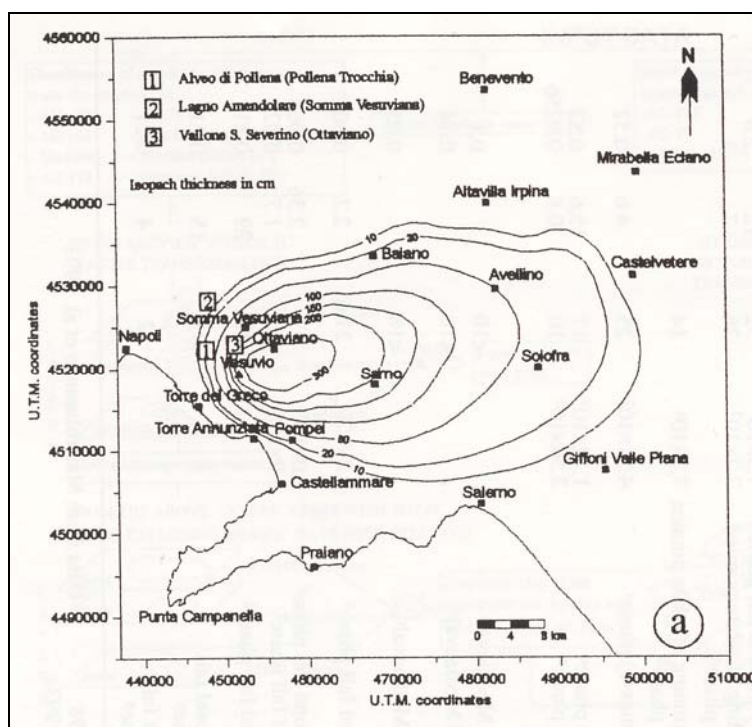 4560000
4550000
4540000
4530000
4520000
4510000
4500000
4490000
U.T.M. coordinates
1 Alveo di Pollena (Pollena Trocchia)
2 Lagno Amendolare (Somma Vesuviana)
3 Vallone S. Severino (Ottaviano)
Isopach thickness in cm
N
Benevento
Mirabella Eclano
Altavilla Irpina
10
20
Baiano
Castelvetere
Avellino
2
100
150
200
Somma Vesuviana
Napoli
1
3
Ottaviano
Vesuvio
300
Sarno
Solofra
Torre del Greco
Torre Annunziata
Pompei
20
10
Giffoni Valle Piana
Castellammare
Salerno
Praiano
Punta Campanella
0 4 8 km
a
440000 450000 460000 470000 480000 490000 500000 510000
U.T.M. coordinates